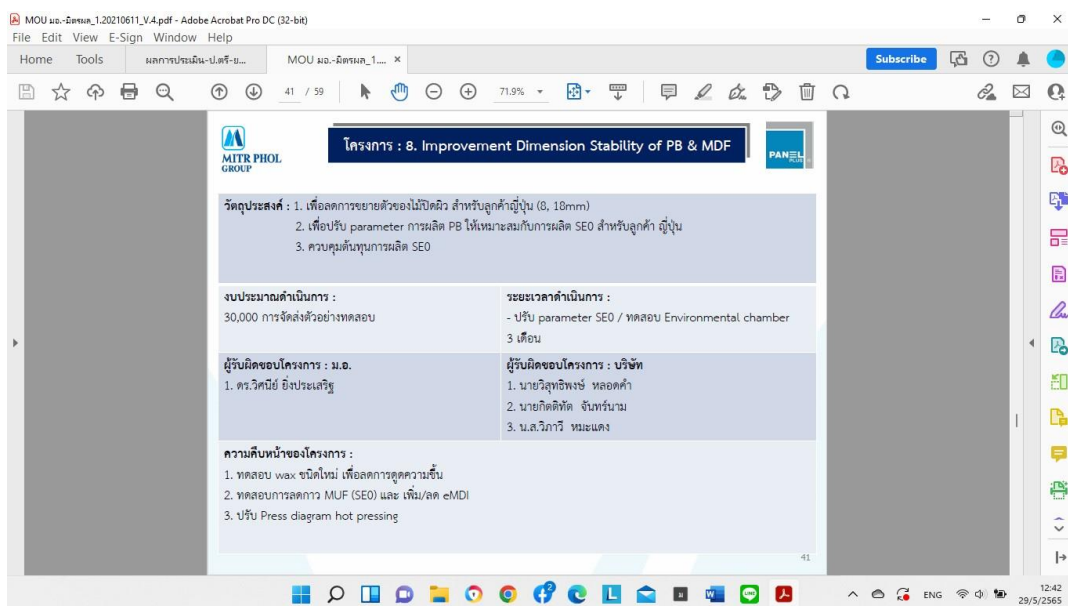 MOU มอ.-มิตรผล_1.20210611_V.4.pdf - Adobe Acrobat Pro DC (32-bit)
File Edit View E-Sign Window Help
Home Tools ผลการประเมิน-ป.ตรี-ย... MOU มอ.-มิตรผล_1.... × Subscribe
41 / 59 71.9%
MITR PHOL
GROUP
โครงการ : 8. Improvement Dimension Stability of PB & MDF
PANEL
PLUS
วัตถุประสงค์ : 1. เพื่อลดการขยายตัวของไม้ปิดผิว สำหรับลูกค้าญี่ปุ่น (8, 18mm)
2. เพื่อปรับ parameter การผลิต PB ให้เหมาะสมกับการผลิต SE0 สำหรับลูกค้า ญี่ปุ่น
3. ควบคุมต้นทุนการผลิต SE0
งบประมาณดำเนินการ :
30,000 การจัดส่งตัวอย่างทดสอบ
ระยะเวลาดำเนินการ :
- ปรับ parameter SE0 / ทดสอบ Environmental chamber
3 เดือน
ผู้รับผิดชอบโครงการ : ม.อ.
1. ดร.วิศนีย์ ยิ่งประเสริฐ
ผู้รับผิดชอบโครงการ : บริษัท
1. นายวิสุทธิพงษ์ หลอดคำ
2. นายกิตติทัต จันทร์นาม
3. น.ส.วิภาวี หมะแดง
ความคืบหน้าของโครงการ :
1. ทดสอบ wax ชนิดใหม่ เพื่อลดการดูดความชื้น
2. ทดสอบการลดกาว MUF (SE0) และ เพิ่ม/ลด eMDI
3. ปรับ Press diagram hot pressing
41
ENG
12:42
29/5/2565